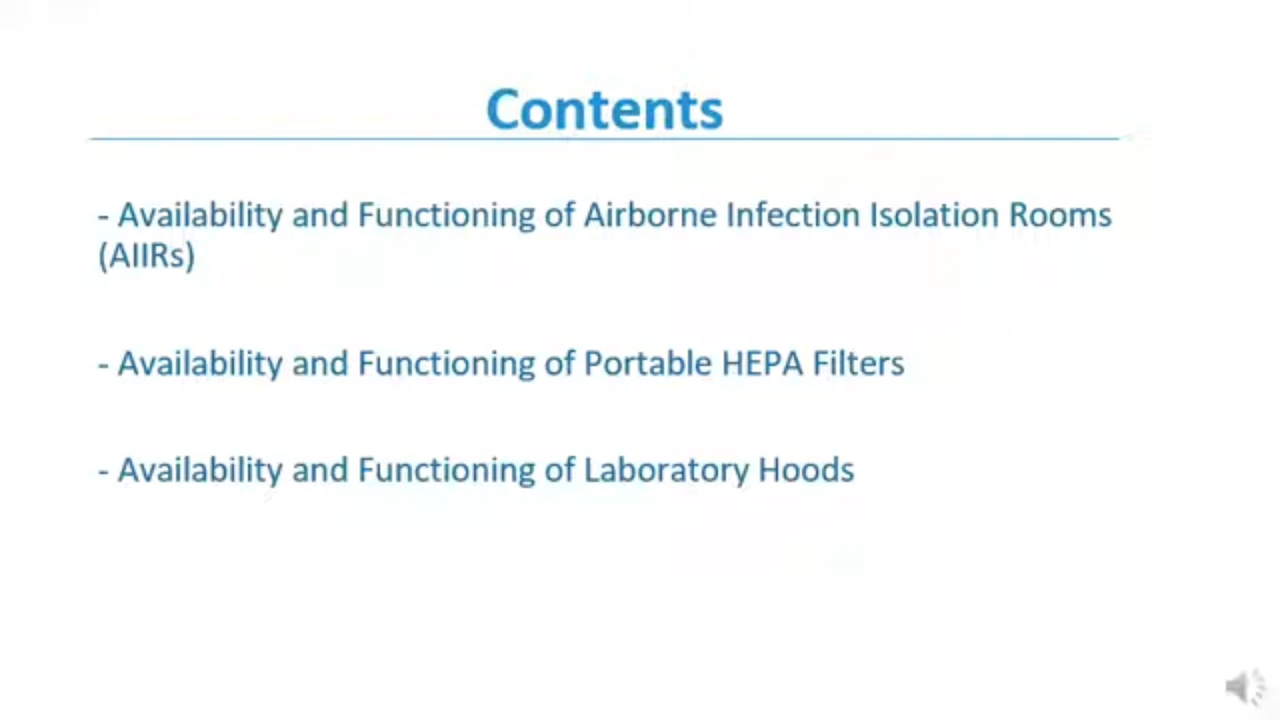 Contents
- Availability and Functioning of Airborne Infection Isolation Rooms
(AIIRs)
- Availability and Functioning of Portable HEPA Filters
- Availability and Functioning of Laboratory Hoods